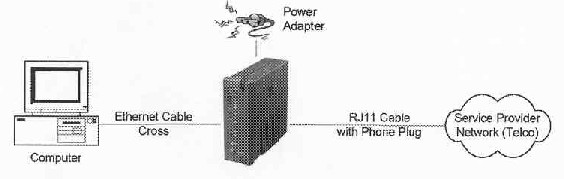 Power
Adapter
Ethernet Cable
Cross
RJ11 Cable
with Phone Plug
Service Provider
Network (Telco)
Computer